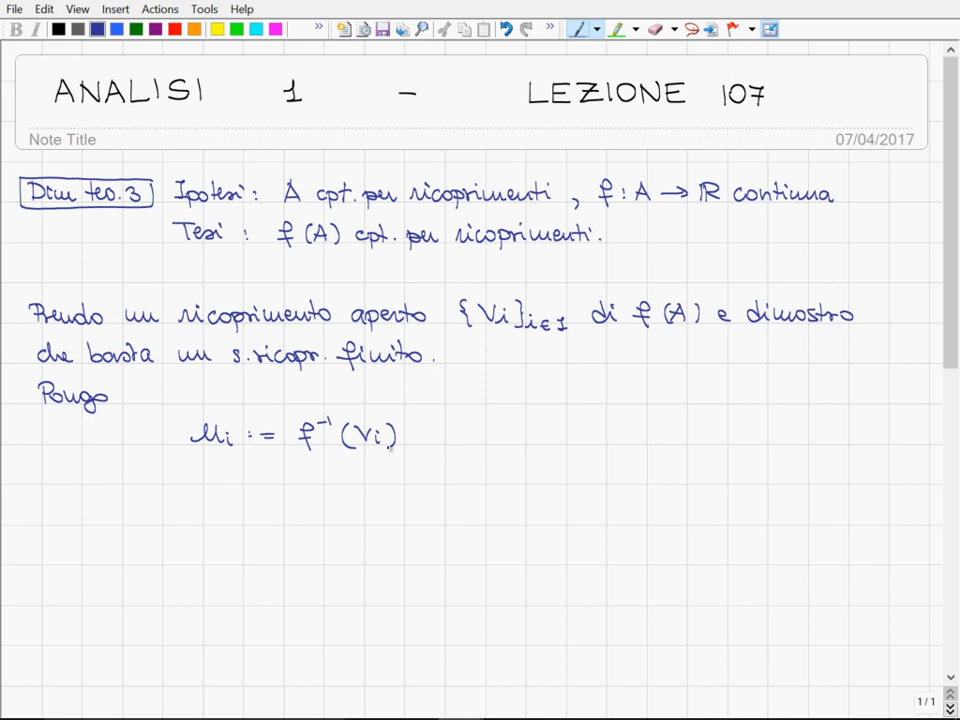 File Edit View Insert Actions Tools Help
B I
ANALISI 1 - LEZIONE 107
Note Title 07/04/2017
Dim teo. 3 Ipotesi: A cpt. per ricoprimenti, f: A → ℝ continua
Tesi: f(A) cpt. per ricoprimenti.
Prendo un ricoprimento aperto {Vi}i∈I di f(A) e dimostro
che basta un s.ricopr. finito.
Pongo
Ui := f⁻¹(Vi)
1/1